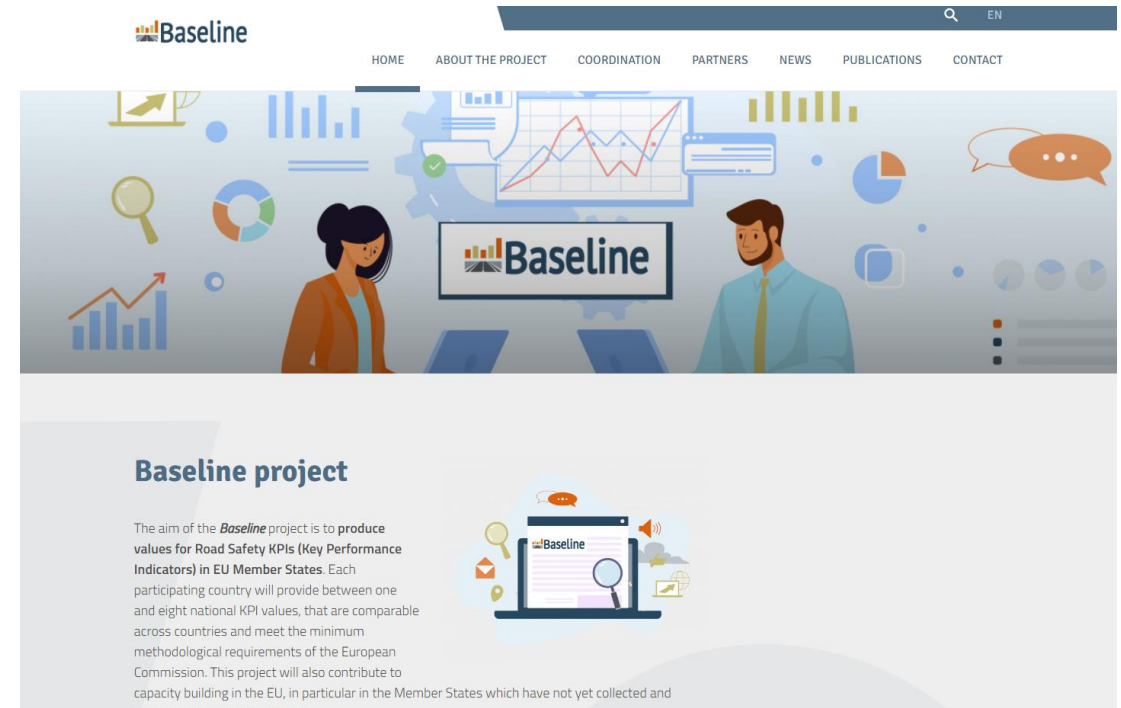 Baseline
EN
HOME ABOUT THE PROJECT COORDINATION PARTNERS NEWS PUBLICATIONS CONTACT
Baseline
Baseline project
Baseline
The aim of the Baseline project is to produce
values for Road Safety KPIs (Key Performance
Indicators) in EU Member States. Each
participating country will provide between one
and eight national KPI values, that are comparable
across countries and meet the minimum
methodological requirements of the European
Commission. This project will also contribute to
capacity building in the EU, in particular in the Member States which have not yet collected and